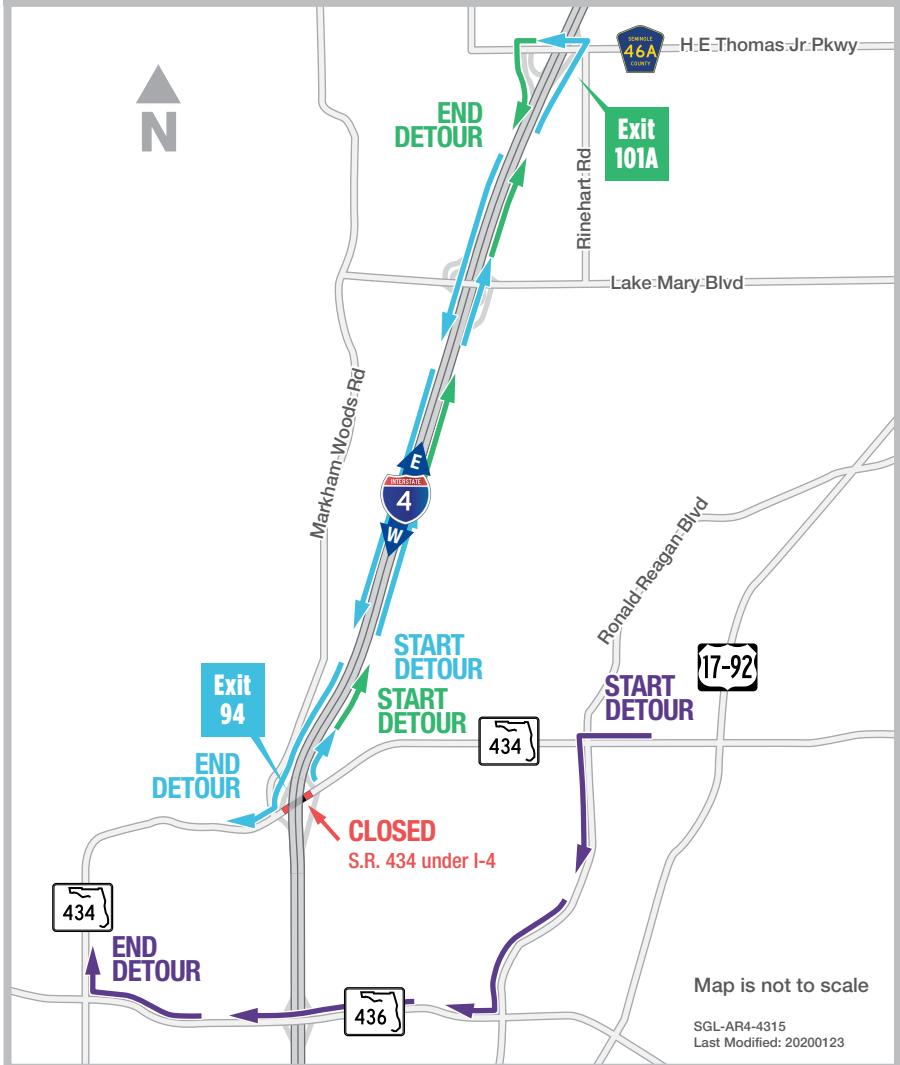 SEMINOLE
46A
COUNTY
H E Thomas Jr Pkwy
N
END
DETOUR
Exit
101A
Rinehart Rd
Lake Mary Blvd
Markham Woods Rd
E
INTERSTATE
4
W
Ronald Reagan Blvd
START
DETOUR
START
DETOUR
Exit
94
17-92
START
DETOUR
434
END
DETOUR
CLOSED
S.R. 434 under I-4
434
END
DETOUR
436
Map is not to scale
SGL-AR4-4315
Last Modified: 20200123